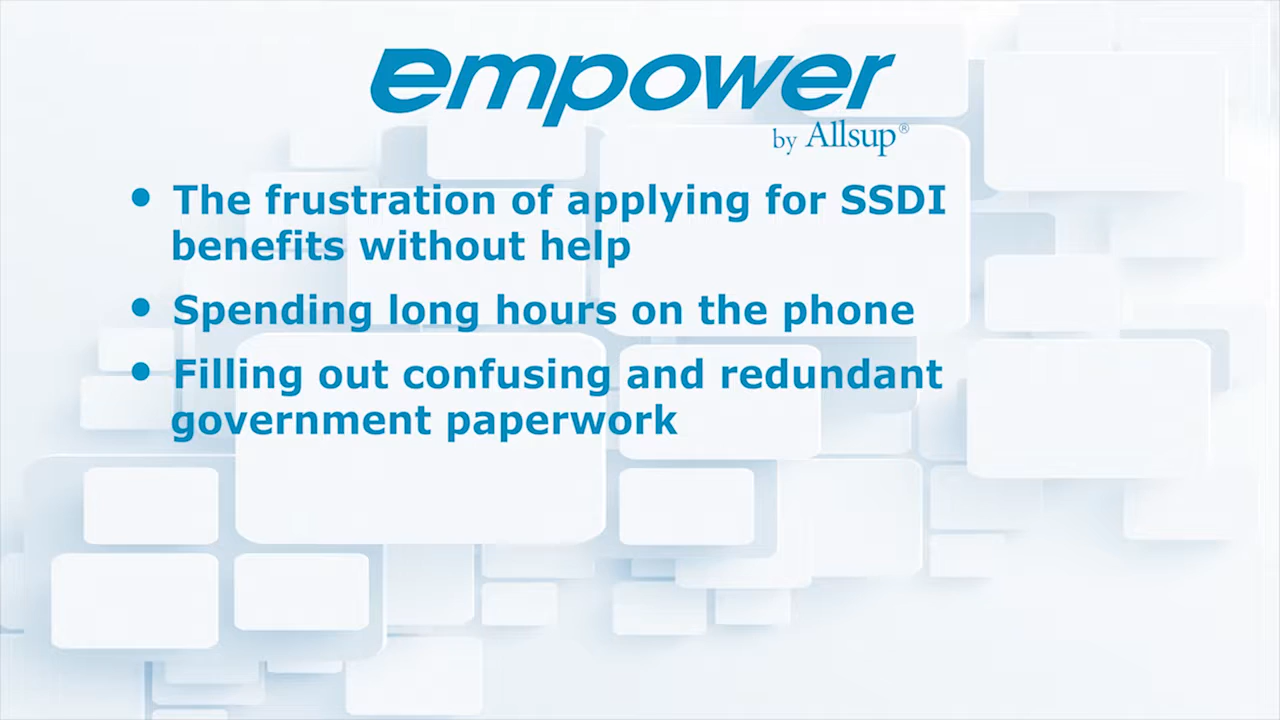 empower
by Allsup®
• The frustration of applying for SSDI
benefits without help
• Spending long hours on the phone
• Filling out confusing and redundant
government paperwork